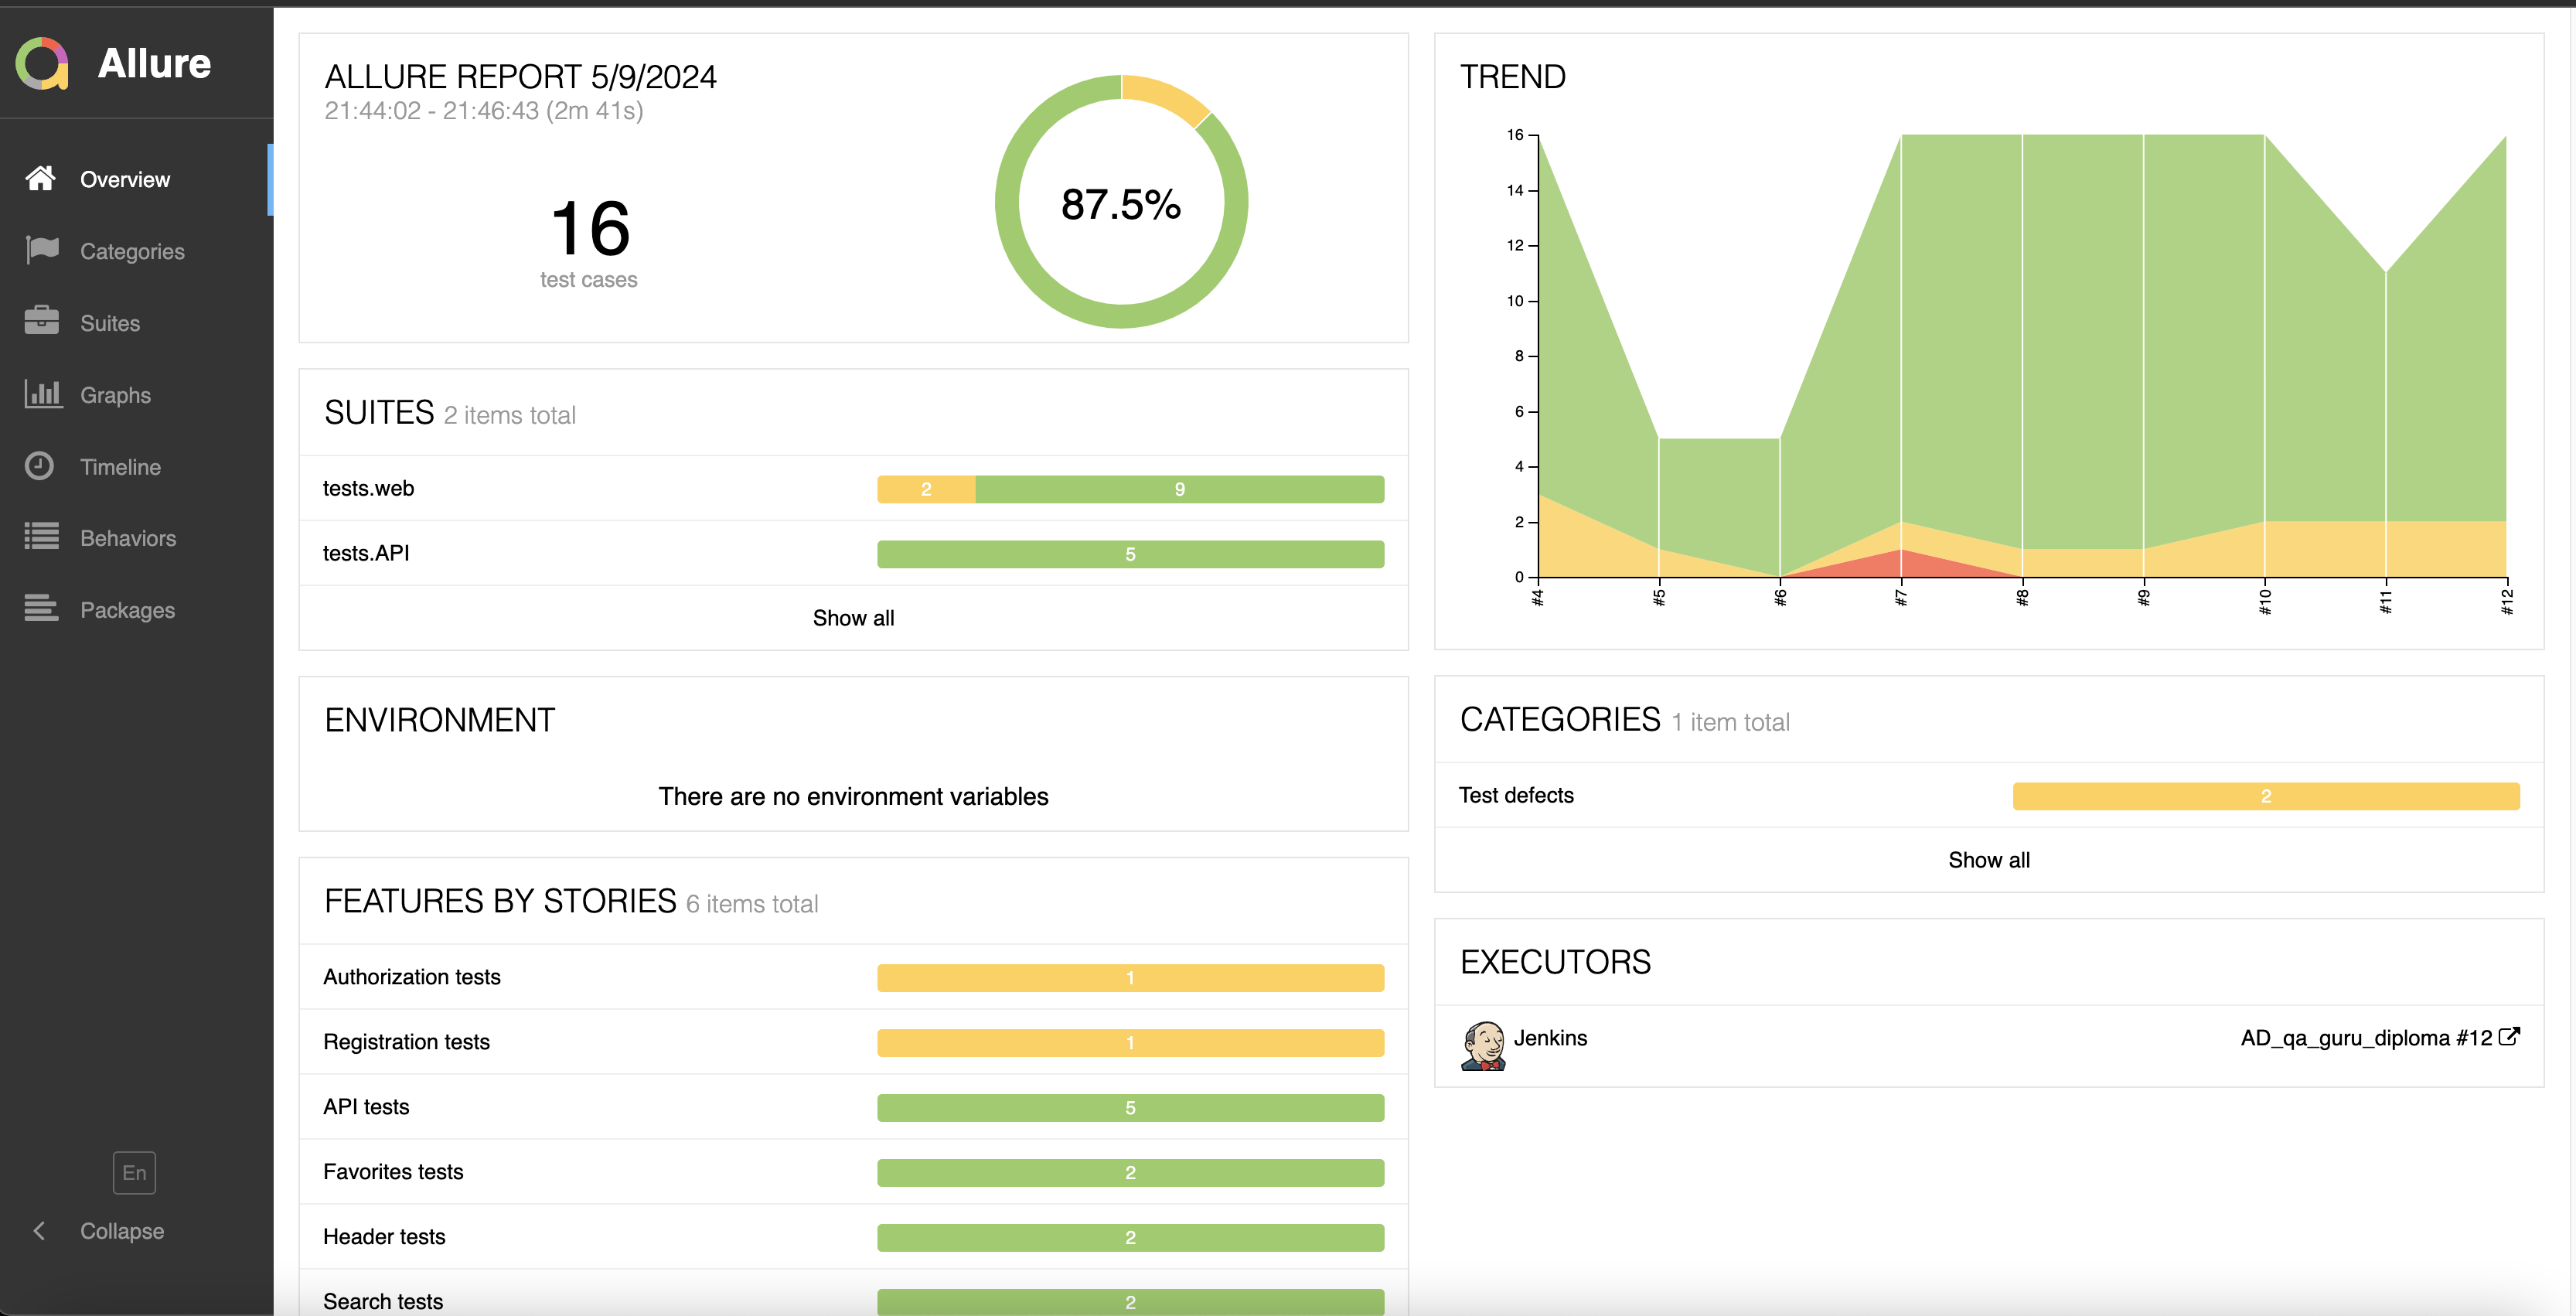 Allure
Overview
Categories
Suites
Graphs
Timeline
Behaviors
Packages
En
Collapse
ALLURE REPORT 5/9/2024
21:44:02 - 21:46:43 (2m 41s)
16
test cases
87.5%
SUITES 2 items total
tests.web 2 9
tests.API 5
Show all
ENVIRONMENT
There are no environment variables
FEATURES BY STORIES 6 items total
Authorization tests 1
Registration tests 1
API tests 5
Favorites tests 2
Header tests 2
Search tests 2
TREND
16
14
12
10
8
6
4
2
0
#4 #5 #6 #7 #8 #9 #10 #11 #12
CATEGORIES 1 item total
Test defects 2
Show all
EXECUTORS
Jenkins AD_qa_guru_diploma #12